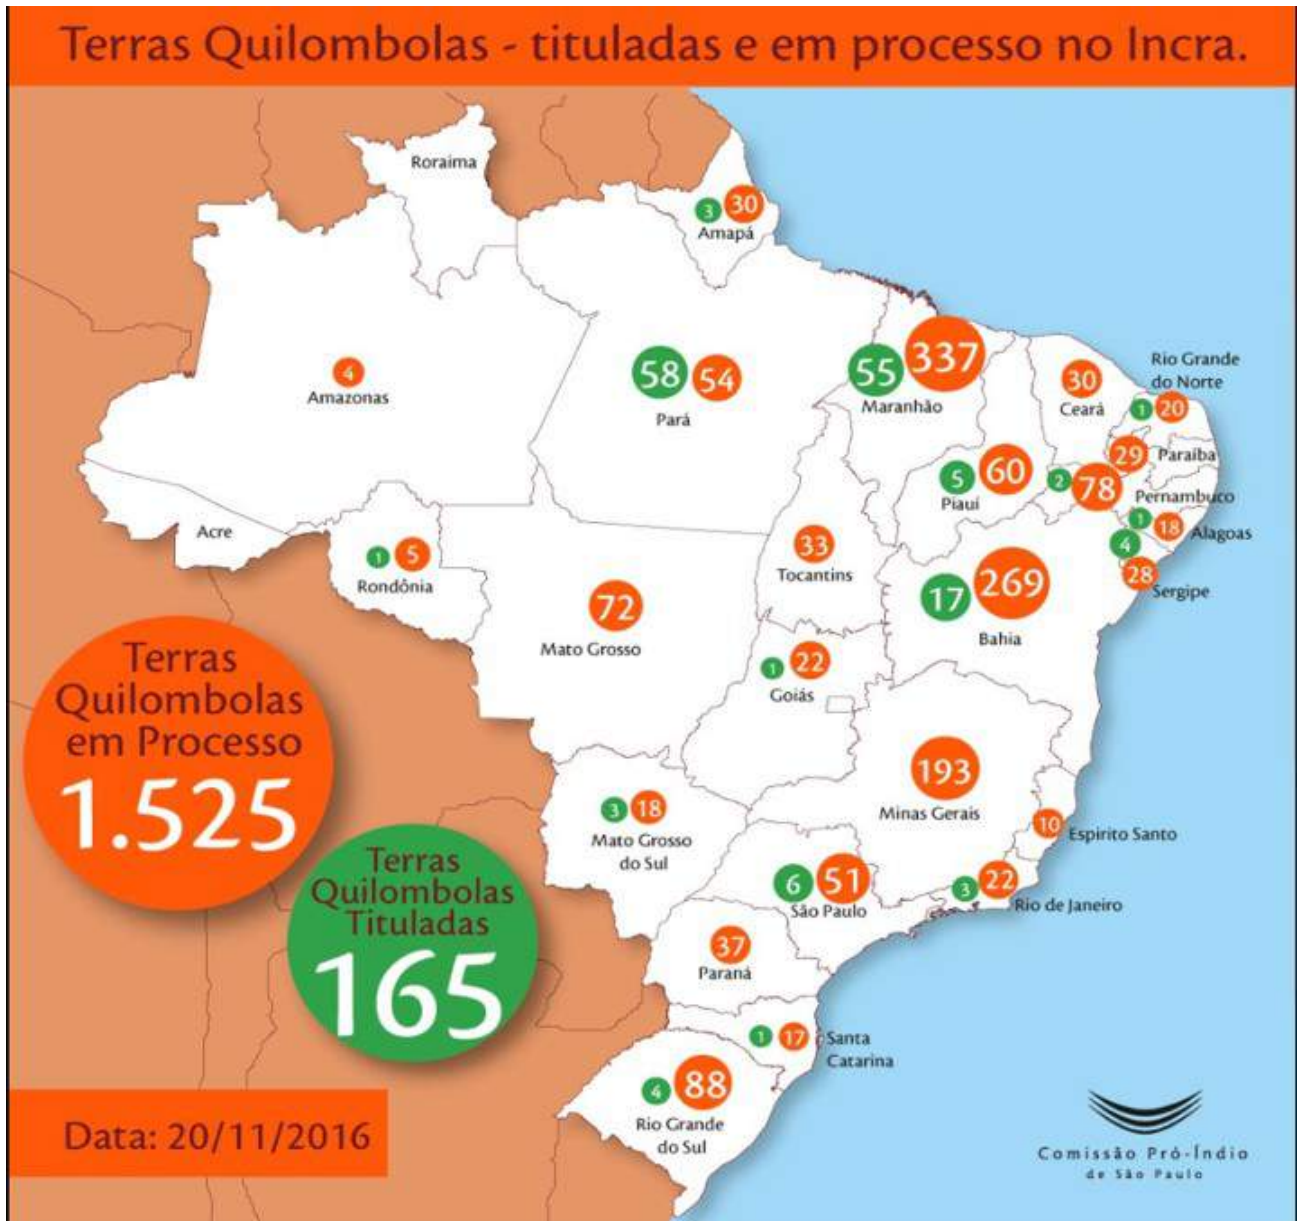 Terras Quilombolas - tituladas e em processo no Incra.
Roraima
3
30
Amapá
4
Amazonas
58
54
Pará
55
337
Maranhão
30
Ceará
Rio Grande
do Norte
1
20
29
Paraíba
5
60
Piauí
2
78
Pernambuco
1
18
Alagoas
4
28
Sergipe
Acre
1
5
Rondônia
33
Tocantins
17
269
Bahia
72
Mato Grosso
1
22
Goiás
Terras
Quilombolas
em Processo
1.525
193
Minas Gerais
10
Espirito Santo
3
18
Mato Grosso
do Sul
Terras
Quilombolas
Tituladas
165
6
51
São Paulo
3
22
Rio de Janeiro
37
Paraná
1
17
Santa
Catarina
4
88
Rio Grande
do Sul
Data: 20/11/2016
Comissão Pró-Índio
de São Paulo